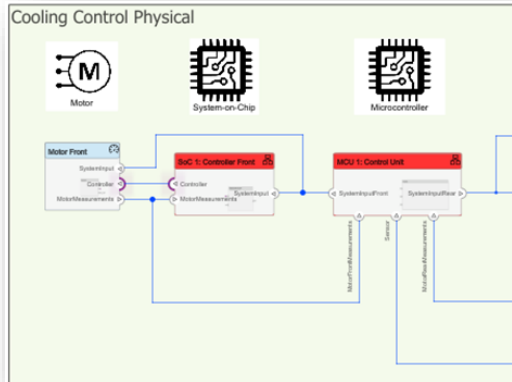 Cooling Control Physical
M
Motor
System-on-Chip
Microcontroller
Motor Front
SystemInput
Controller
MotorMeasurements
SoC 1: Controller Front
Controller
MotorMeasurements
SystemInput
MCU 1: Control Unit
SystemInputFront
SystemInputRear
MotorFrontMeasurements
Sensor
MotorRearMeasurements